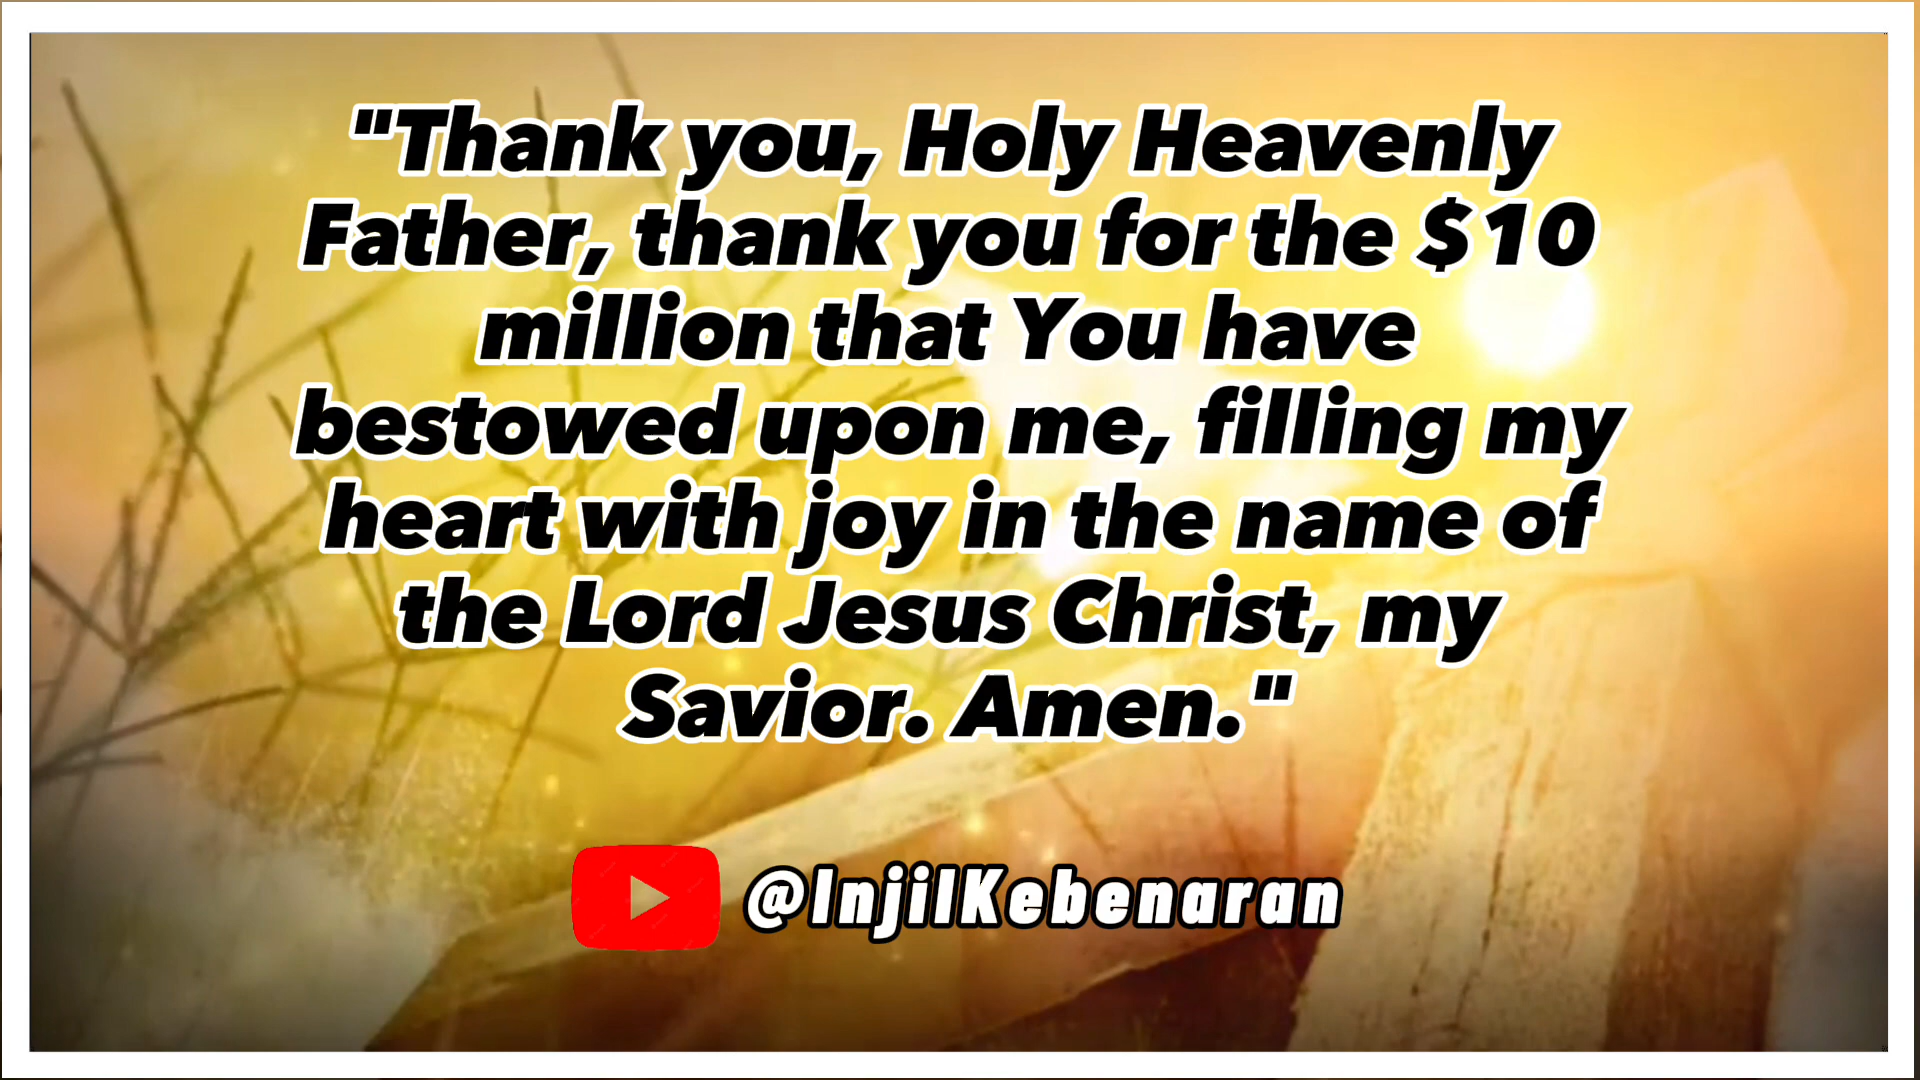 "Thank you, Holy Heavenly
Father, thank you for the $10
million that You have
bestowed upon me, filling my
heart with joy in the name of
the Lord Jesus Christ, my
Savior. Amen."
@InjilKebenaran